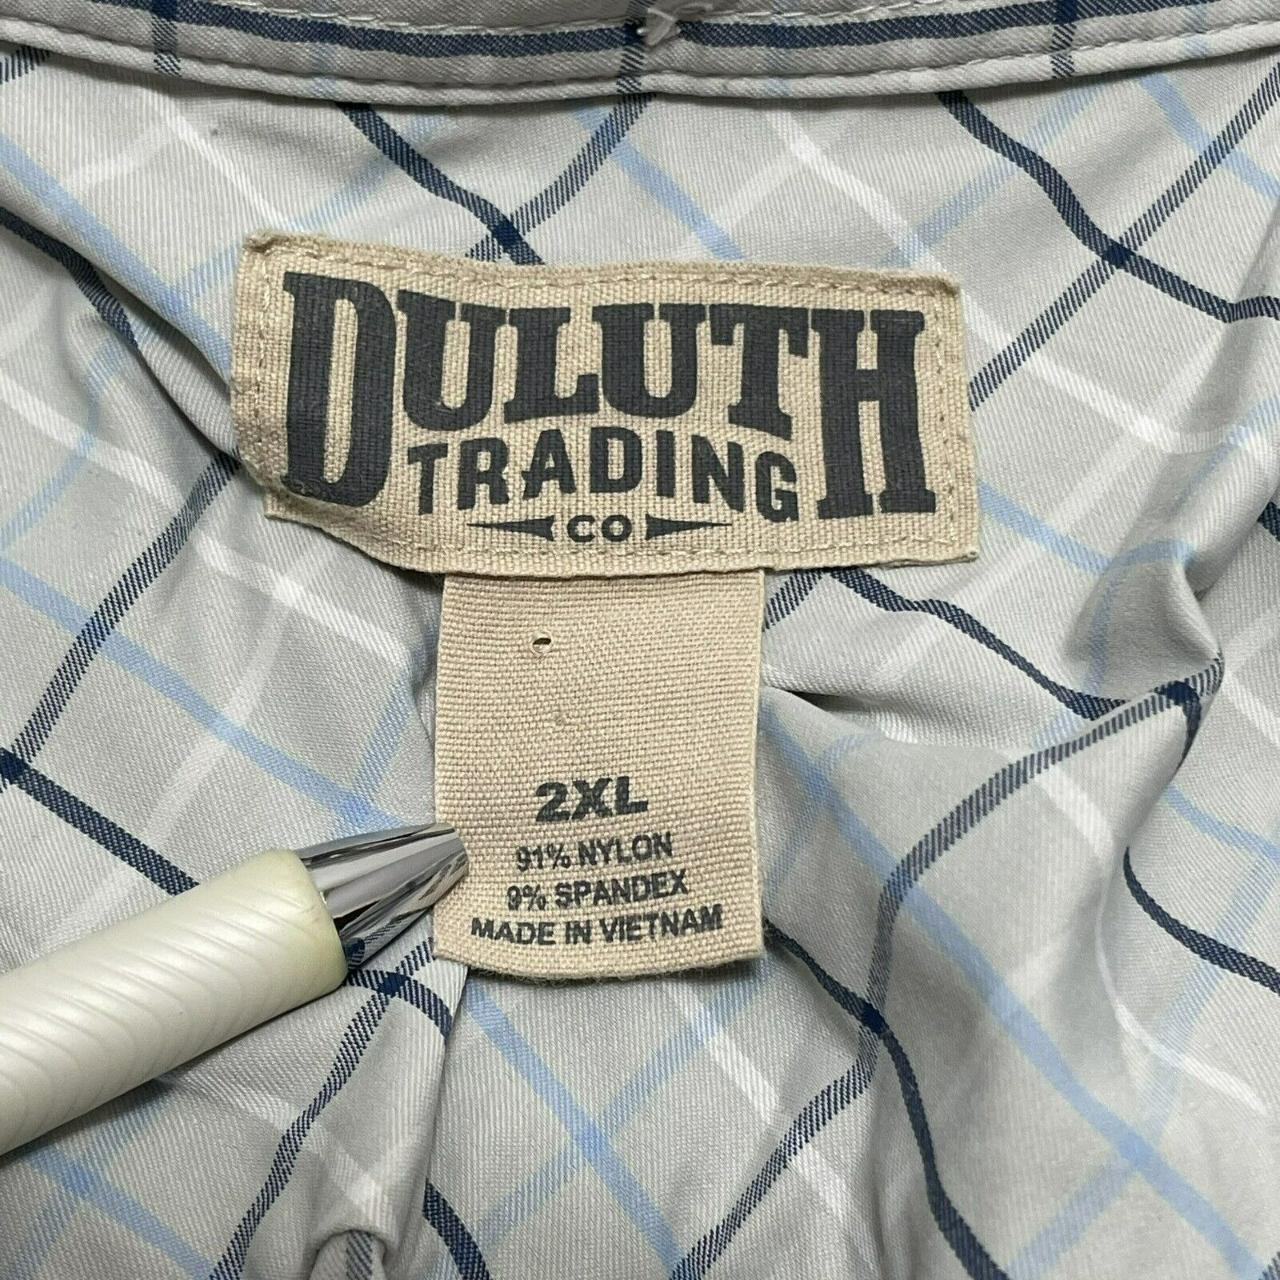 DULUTH
TRADING
CO
2XL
91% NYLON
9% SPANDEX
MADE IN VIETNAM